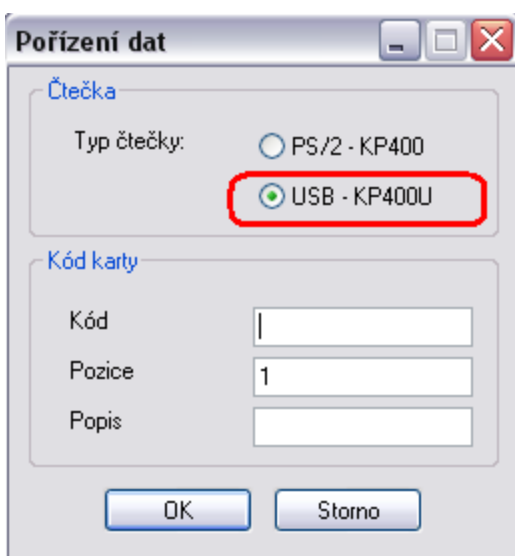 Pořízení dat
Čtečka
Typ čtečky:
PS/2 - KP400
USB - KP400U
Kód karty
Kód
Pozice
1
Popis
OK
Storno